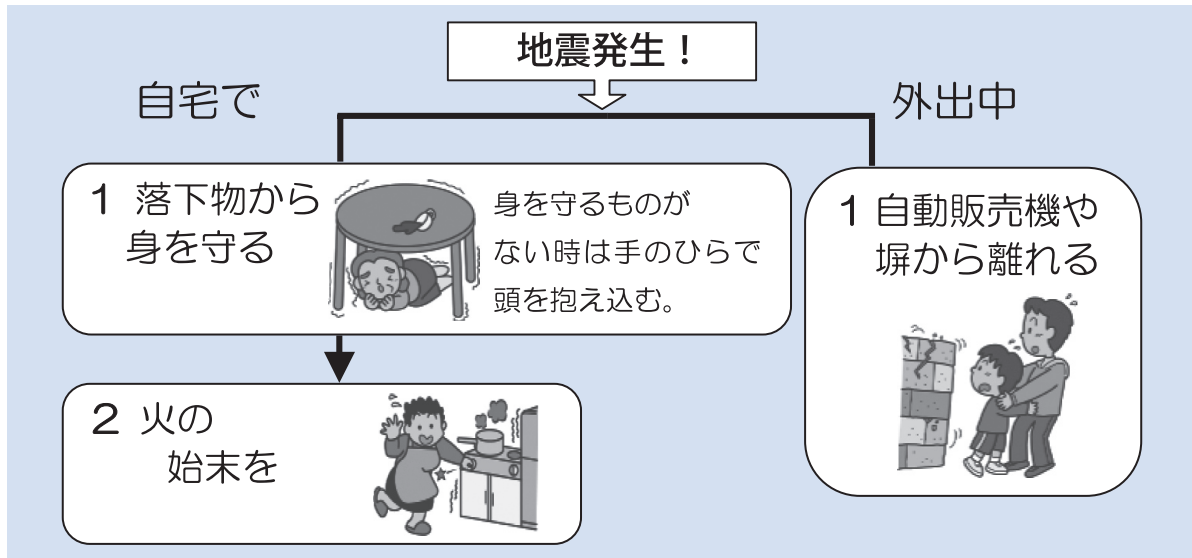 地震発生！
自宅で
外出中
1 落下物から
身を守る
身を守るものが
ない時は手のひらで
頭を抱え込む。
2 火の
始末を
1 自動販売機や
塀から離れる